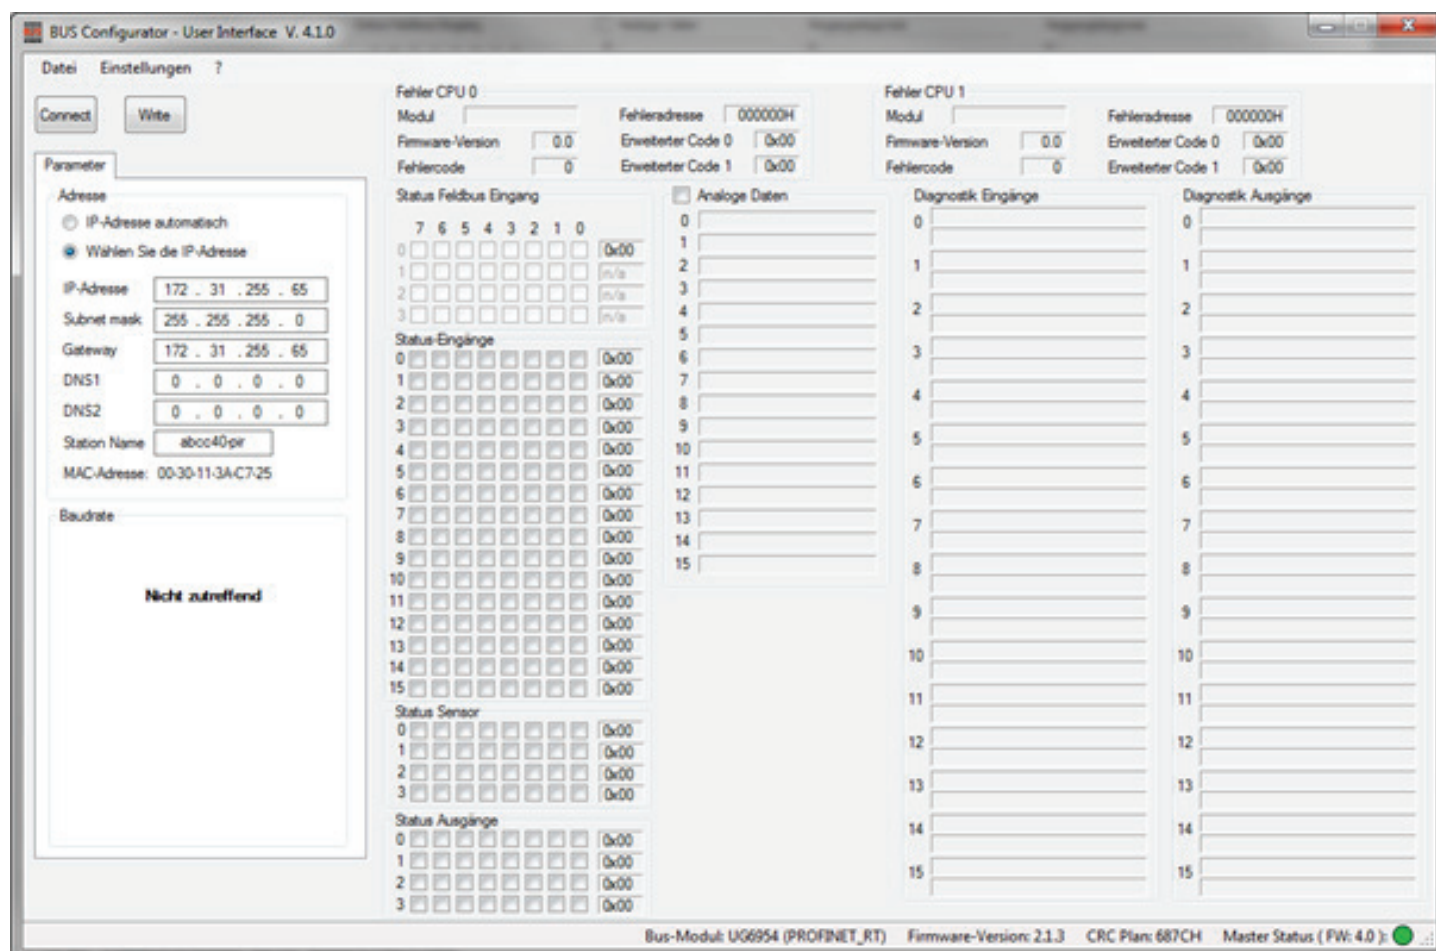 BUS Configurator - User Interface V. 4.1.0
Datei Einstellungen ?
Connect Write
Parameter
Adresse
IP-Adresse automatisch
Wählen Sie die IP-Adresse
IP-Adresse 172 . 31 . 255 . 65
Subnet mask 255 . 255 . 255 . 0
Gateway 172 . 31 . 255 . 65
DNS1 0 . 0 . 0 . 0
DNS2 0 . 0 . 0 . 0
Station Name abcc40-pir
MAC-Adresse: 00-30-11-3A-C7-25
Baudrate
Nicht zutreffend
Fehler CPU 0
Modul Fehleradresse 000000H
Firmware-Version 0.0 Erweiterter Code 0 0x00
Fehlercode 0 Erweiterter Code 1 0x00
Fehler CPU 1
Modul Fehleradresse 000000H
Firmware-Version 0.0 Erweiterter Code 0 0x00
Fehlercode 0 Erweiterter Code 1 0x00
Status Feldbus Eingang
7 6 5 4 3 2 1 0
0 0x00
1 n/a
2 n/a
3 n/a
Status-Eingänge
0 0x00
1 0x00
2 0x00
3 0x00
4 0x00
5 0x00
6 0x00
7 0x00
8 0x00
9 0x00
10 0x00
11 0x00
12 0x00
13 0x00
14 0x00
15 0x00
Status Sensor
0 0x00
1 0x00
2 0x00
3 0x00
Status Ausgänge
0 0x00
1 0x00
2 0x00
3 0x00
Analoge Daten
0
1
2
3
4
5
6
7
8
9
10
11
12
13
14
15
Diagnostik Eingänge
0
1
2
3
4
5
6
7
8
9
10
11
12
13
14
15
Diagnostik Ausgänge
0
1
2
3
4
5
6
7
8
9
10
11
12
13
14
15
Bus-Modul: UG6954 (PROFINET_RT) Firmware-Version: 2.1.3 CRC Plan: 687CH Master Status ( FW: 4.0 ):